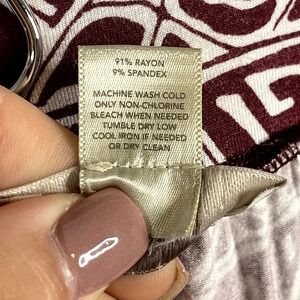 91% RAYON
9% SPANDEX
MACHINE WASH COLD
ONLY NON-CHLORINE
BLEACH WHEN NEEDED
TUMBLE DRY LOW
COOL IRON IF NEEDED
OR DRY CLEAN